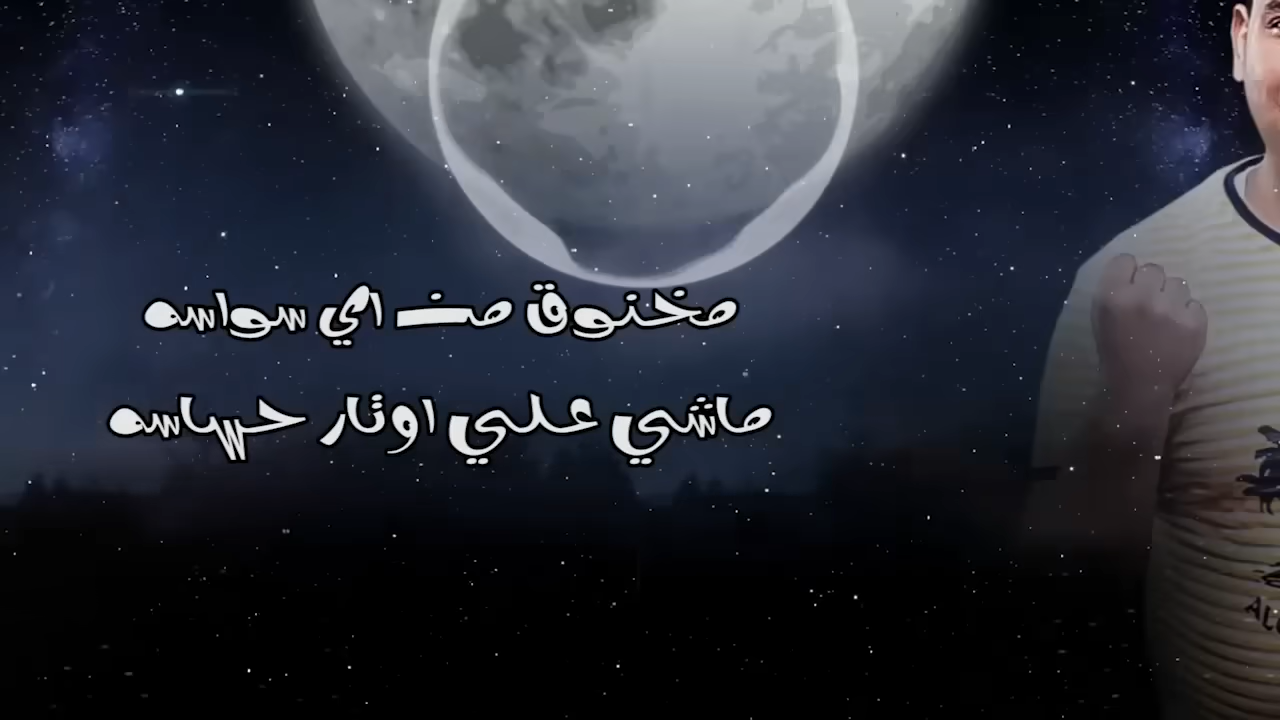 مخنوق من اي سواسه
ماشي علي اوتار حساسه